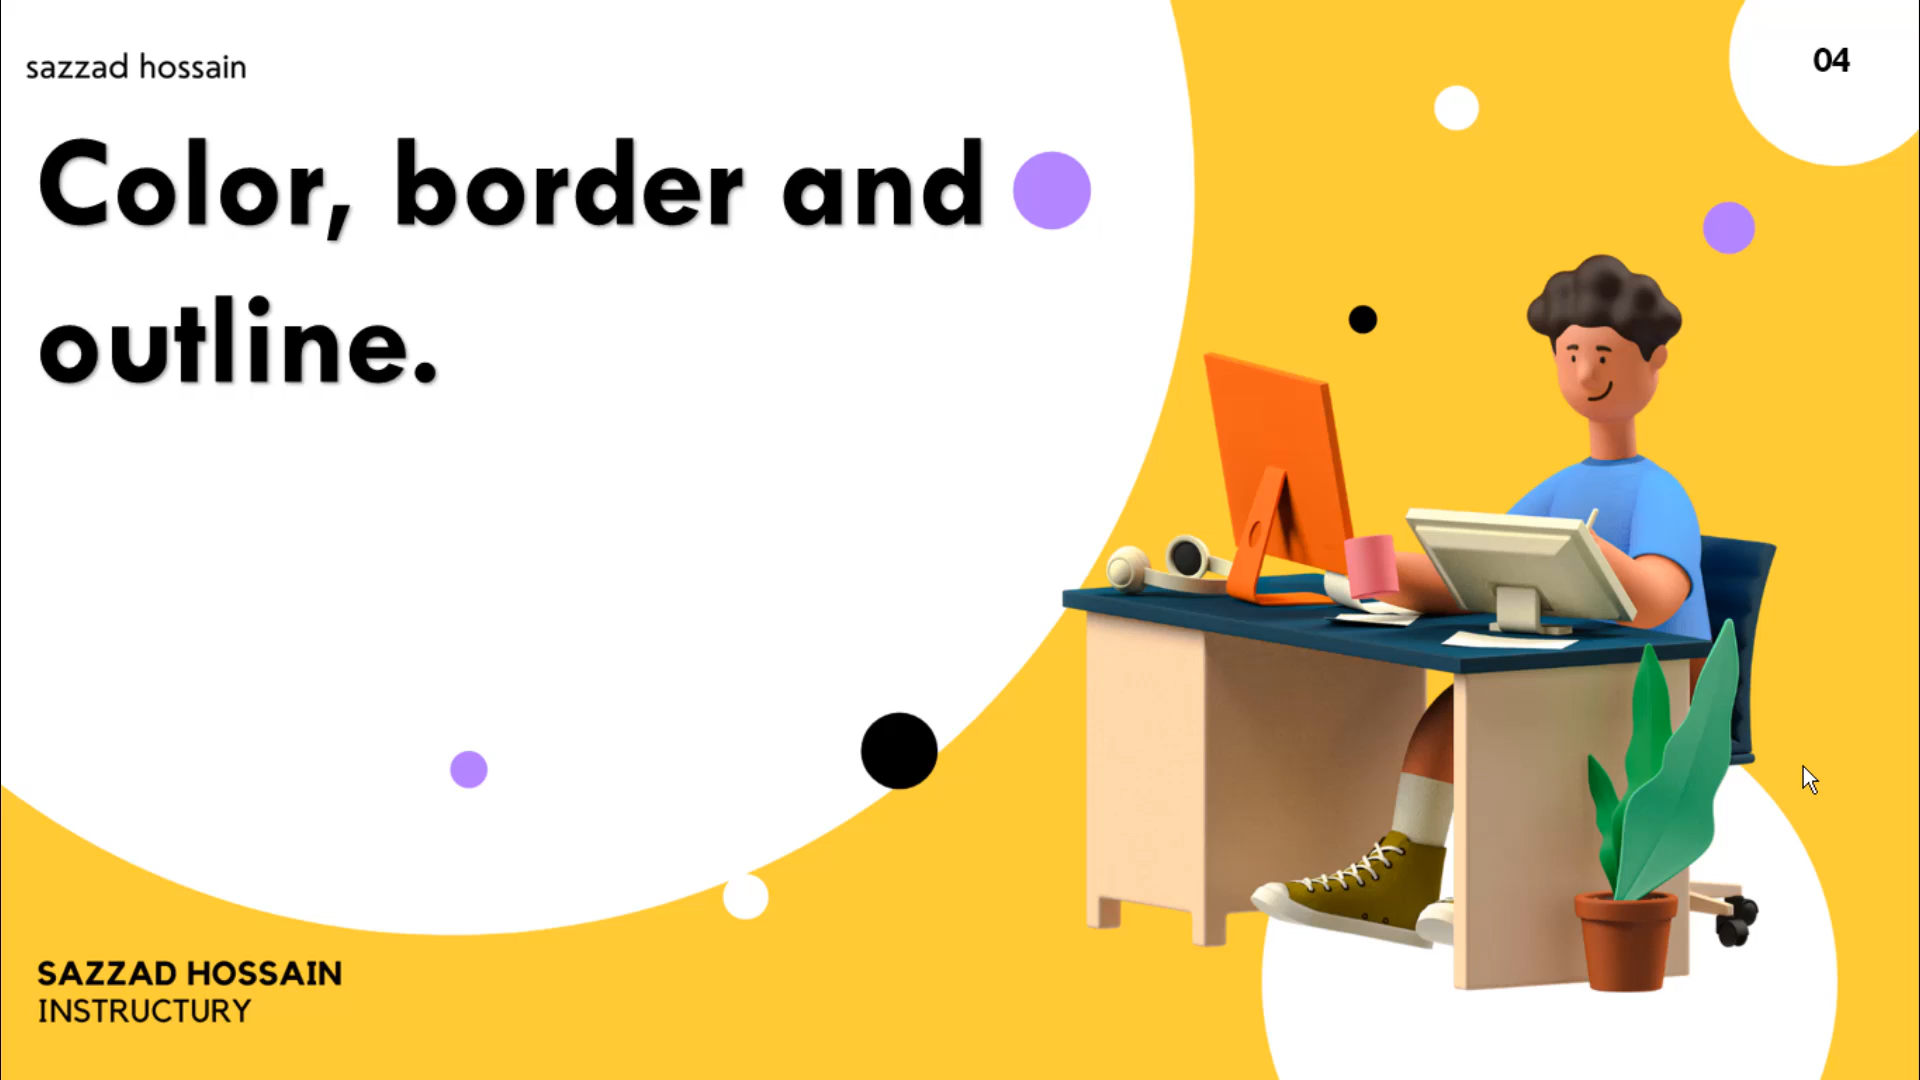 sazzad hossain
04
Color, border and
outline.
SAZZAD HOSSAIN
INSTRUCTURY